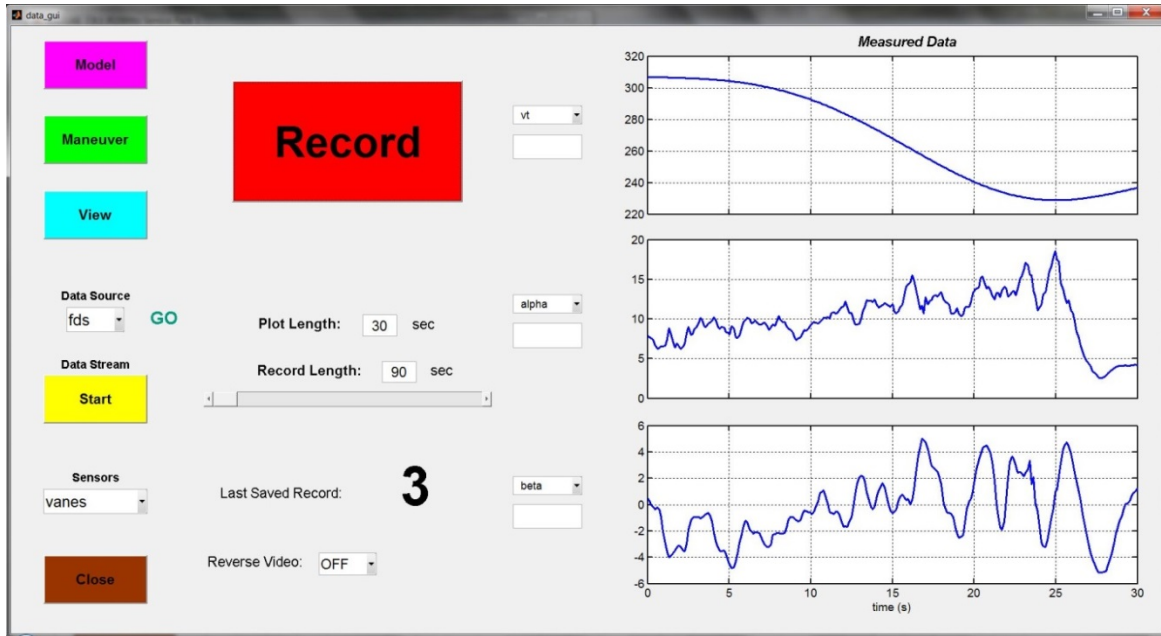 data_gui
Model
Maneuver
View
Record
Data Source
fds
GO
Data Stream
Start
Plot Length: 30 sec
Record Length: 90 sec
Sensors
vanes
Last Saved Record: 3
Reverse Video: OFF
Close
vt
alpha
beta
Measured Data
320
300
280
260
240
220
20
15
10
5
0
6
4
2
0
-2
-4
-6
0 5 10 15 20 25 30
time (s)